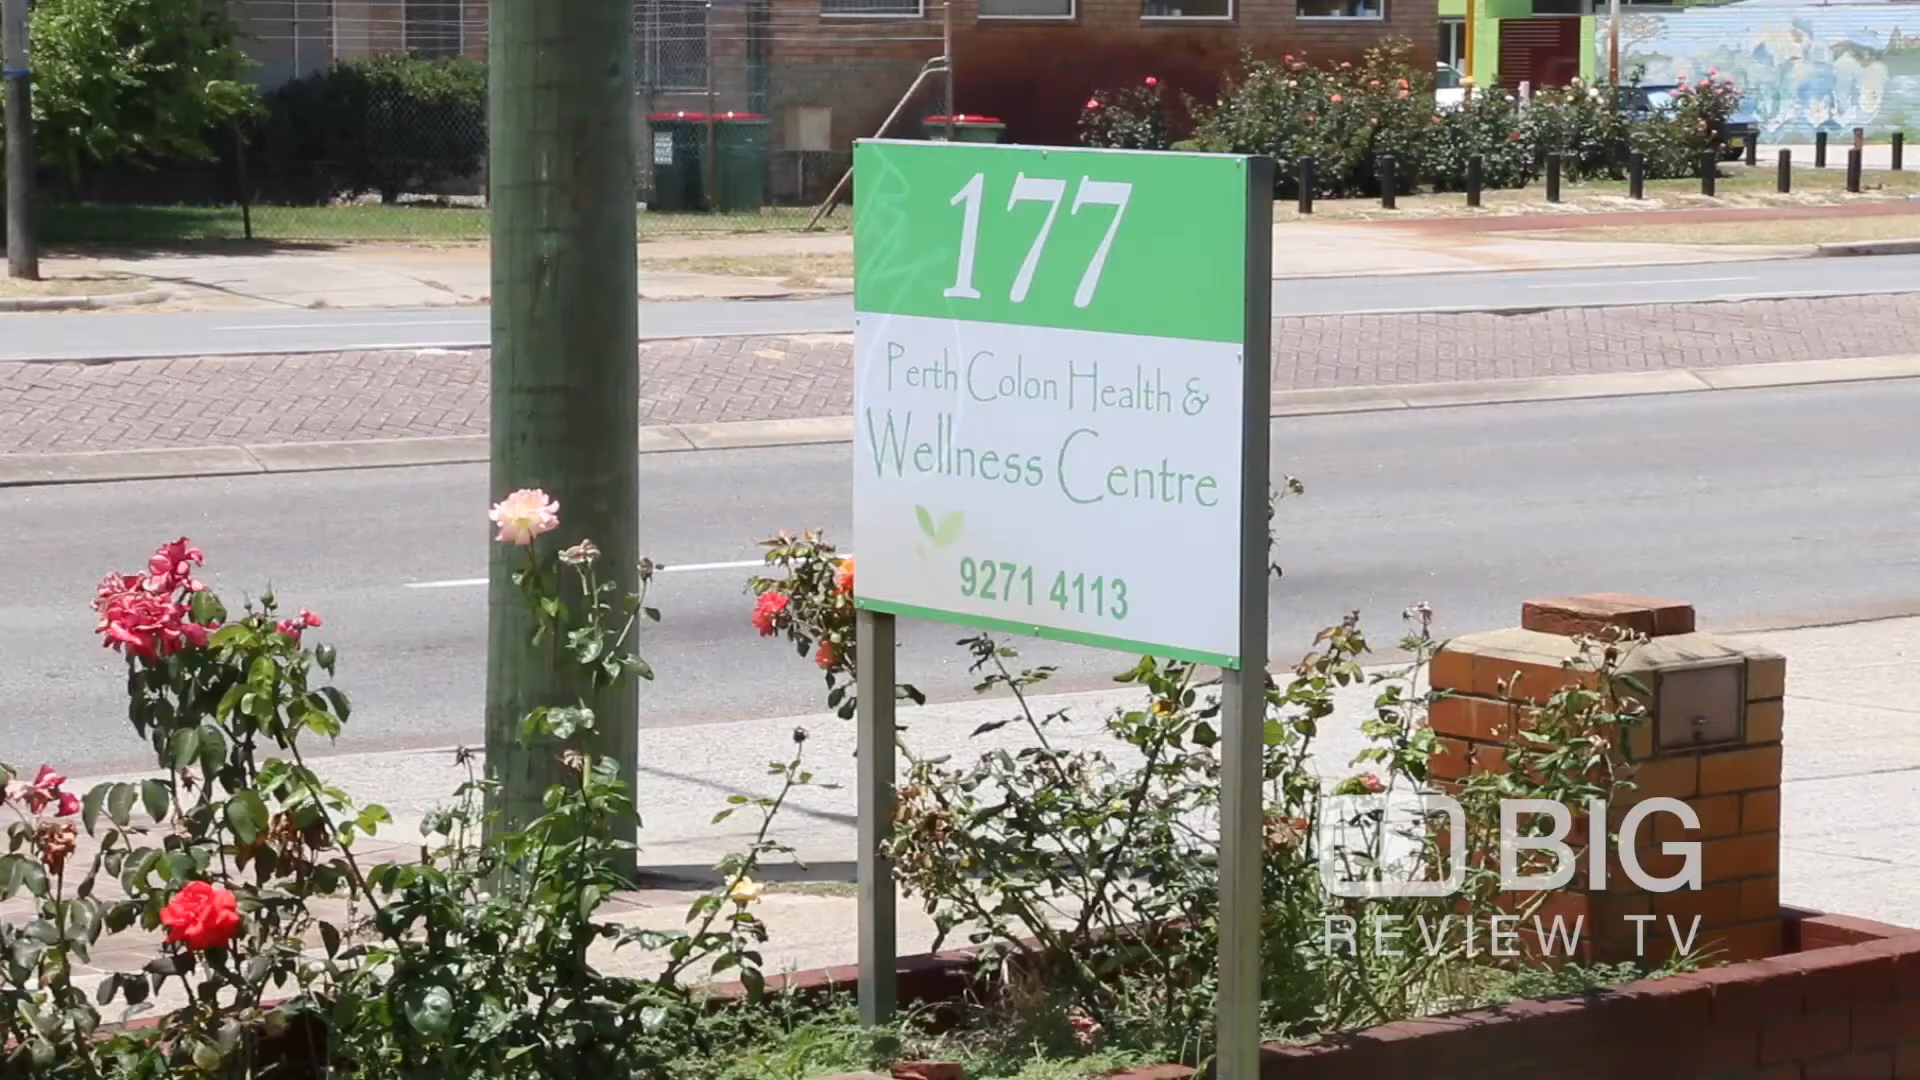 177
Perth Colon Health &
Wellness Centre
9271 4113
BIG
REVIEW TV